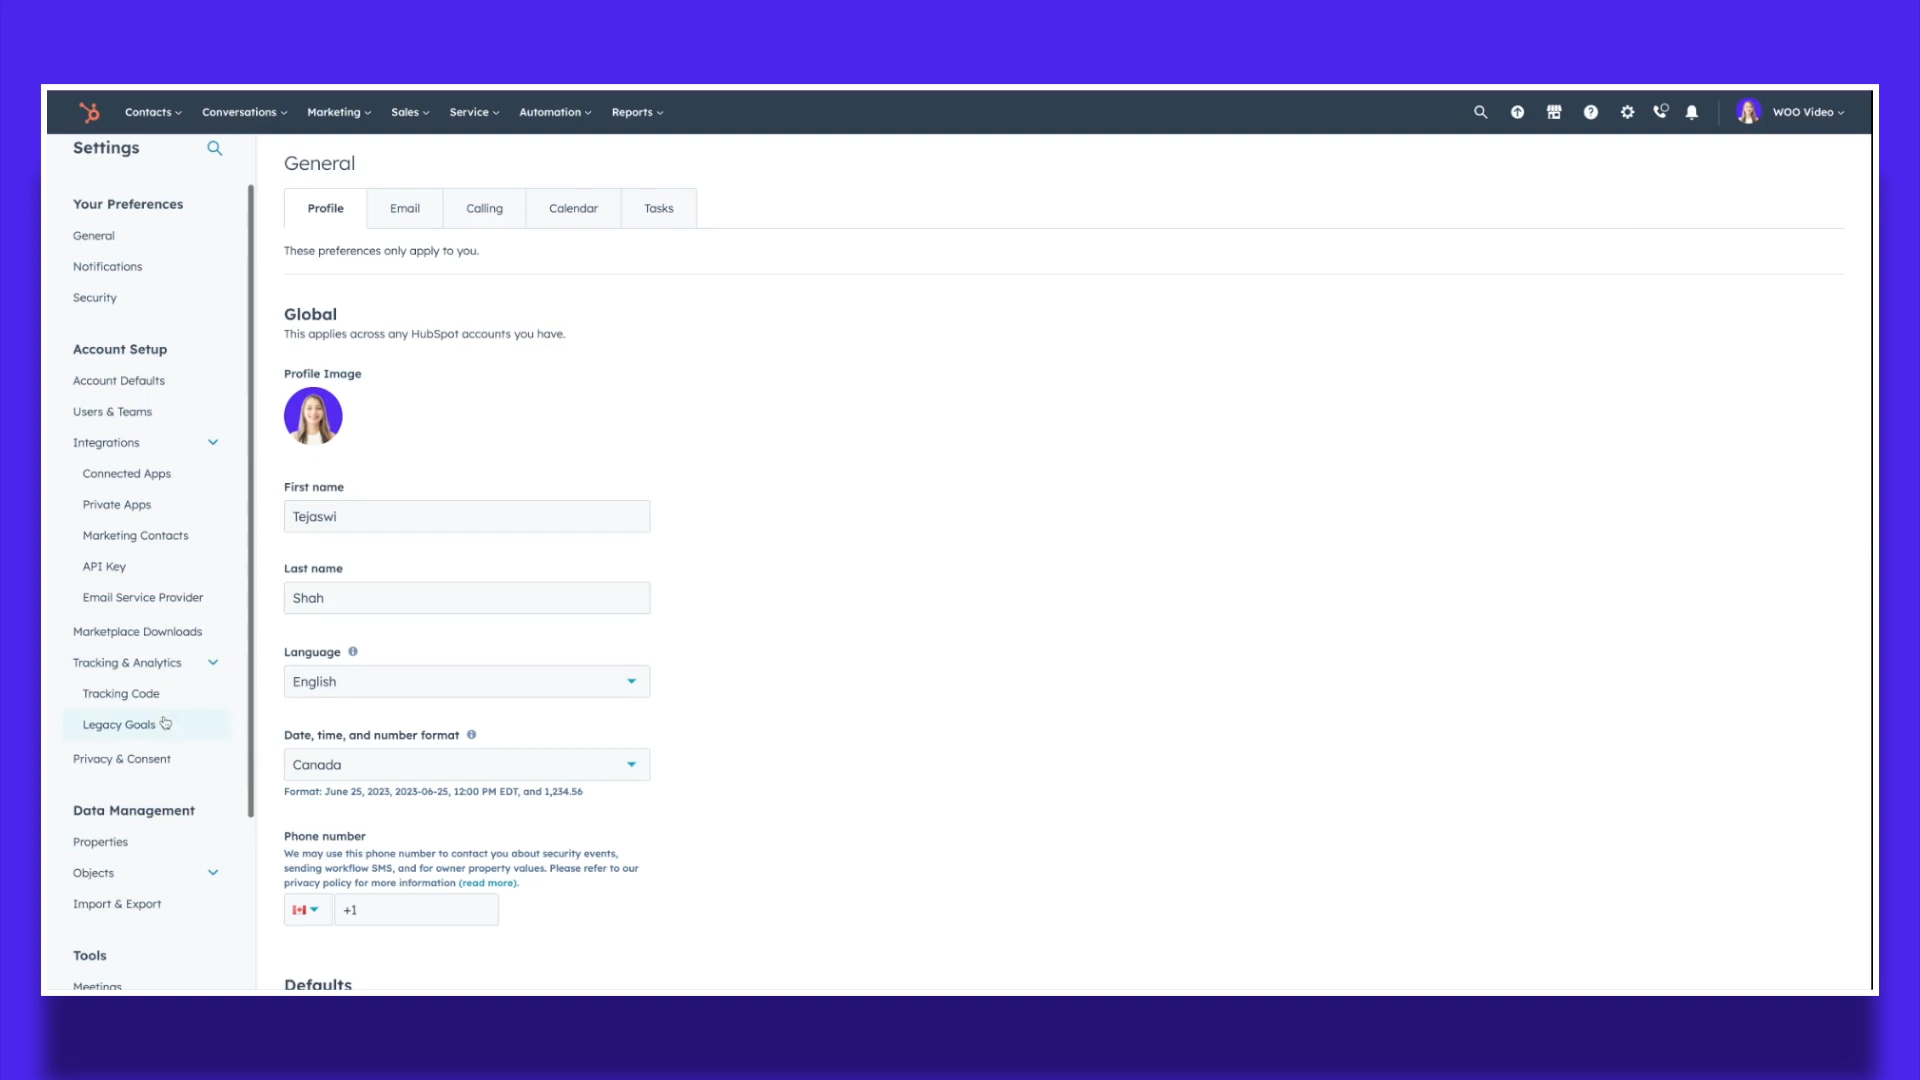 Contacts
Conversations
Marketing
Sales
Service
Automation
Reports
WOO Video
Settings
Your Preferences
General
Notifications
Security
Account Setup
Account Defaults
Users & Teams
Integrations
Connected Apps
Private Apps
Marketing Contacts
API Key
Email Service Provider
Marketplace Downloads
Tracking & Analytics
Tracking Code
Legacy Goals
Privacy & Consent
Data Management
Properties
Objects
Import & Export
Tools
Meetings
General
Profile
Email
Calling
Calendar
Tasks
These preferences only apply to you.
Global
This applies across any HubSpot accounts you have.
Profile Image
First name
Tejaswi
Last name
Shah
Language
English
Date, time, and number format
Canada
Format: June 25, 2023, 2023-06-25, 12:00 PM EDT, and 1,234.56
Phone number
We may use this phone number to contact you about security events,
sending workflow SMS, and for owner property values. Please refer to our
privacy policy for more information (read more).
+1
Defaults